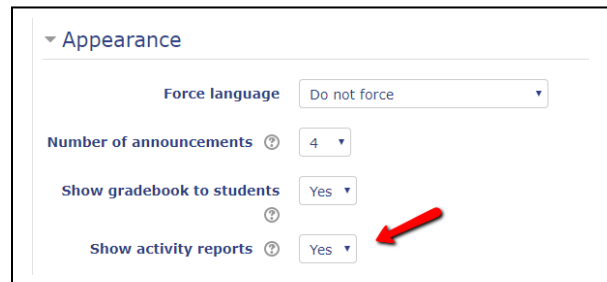 Appearance
Force language Do not force
Number of announcements 4
Show gradebook to students Yes
Show activity reports Yes